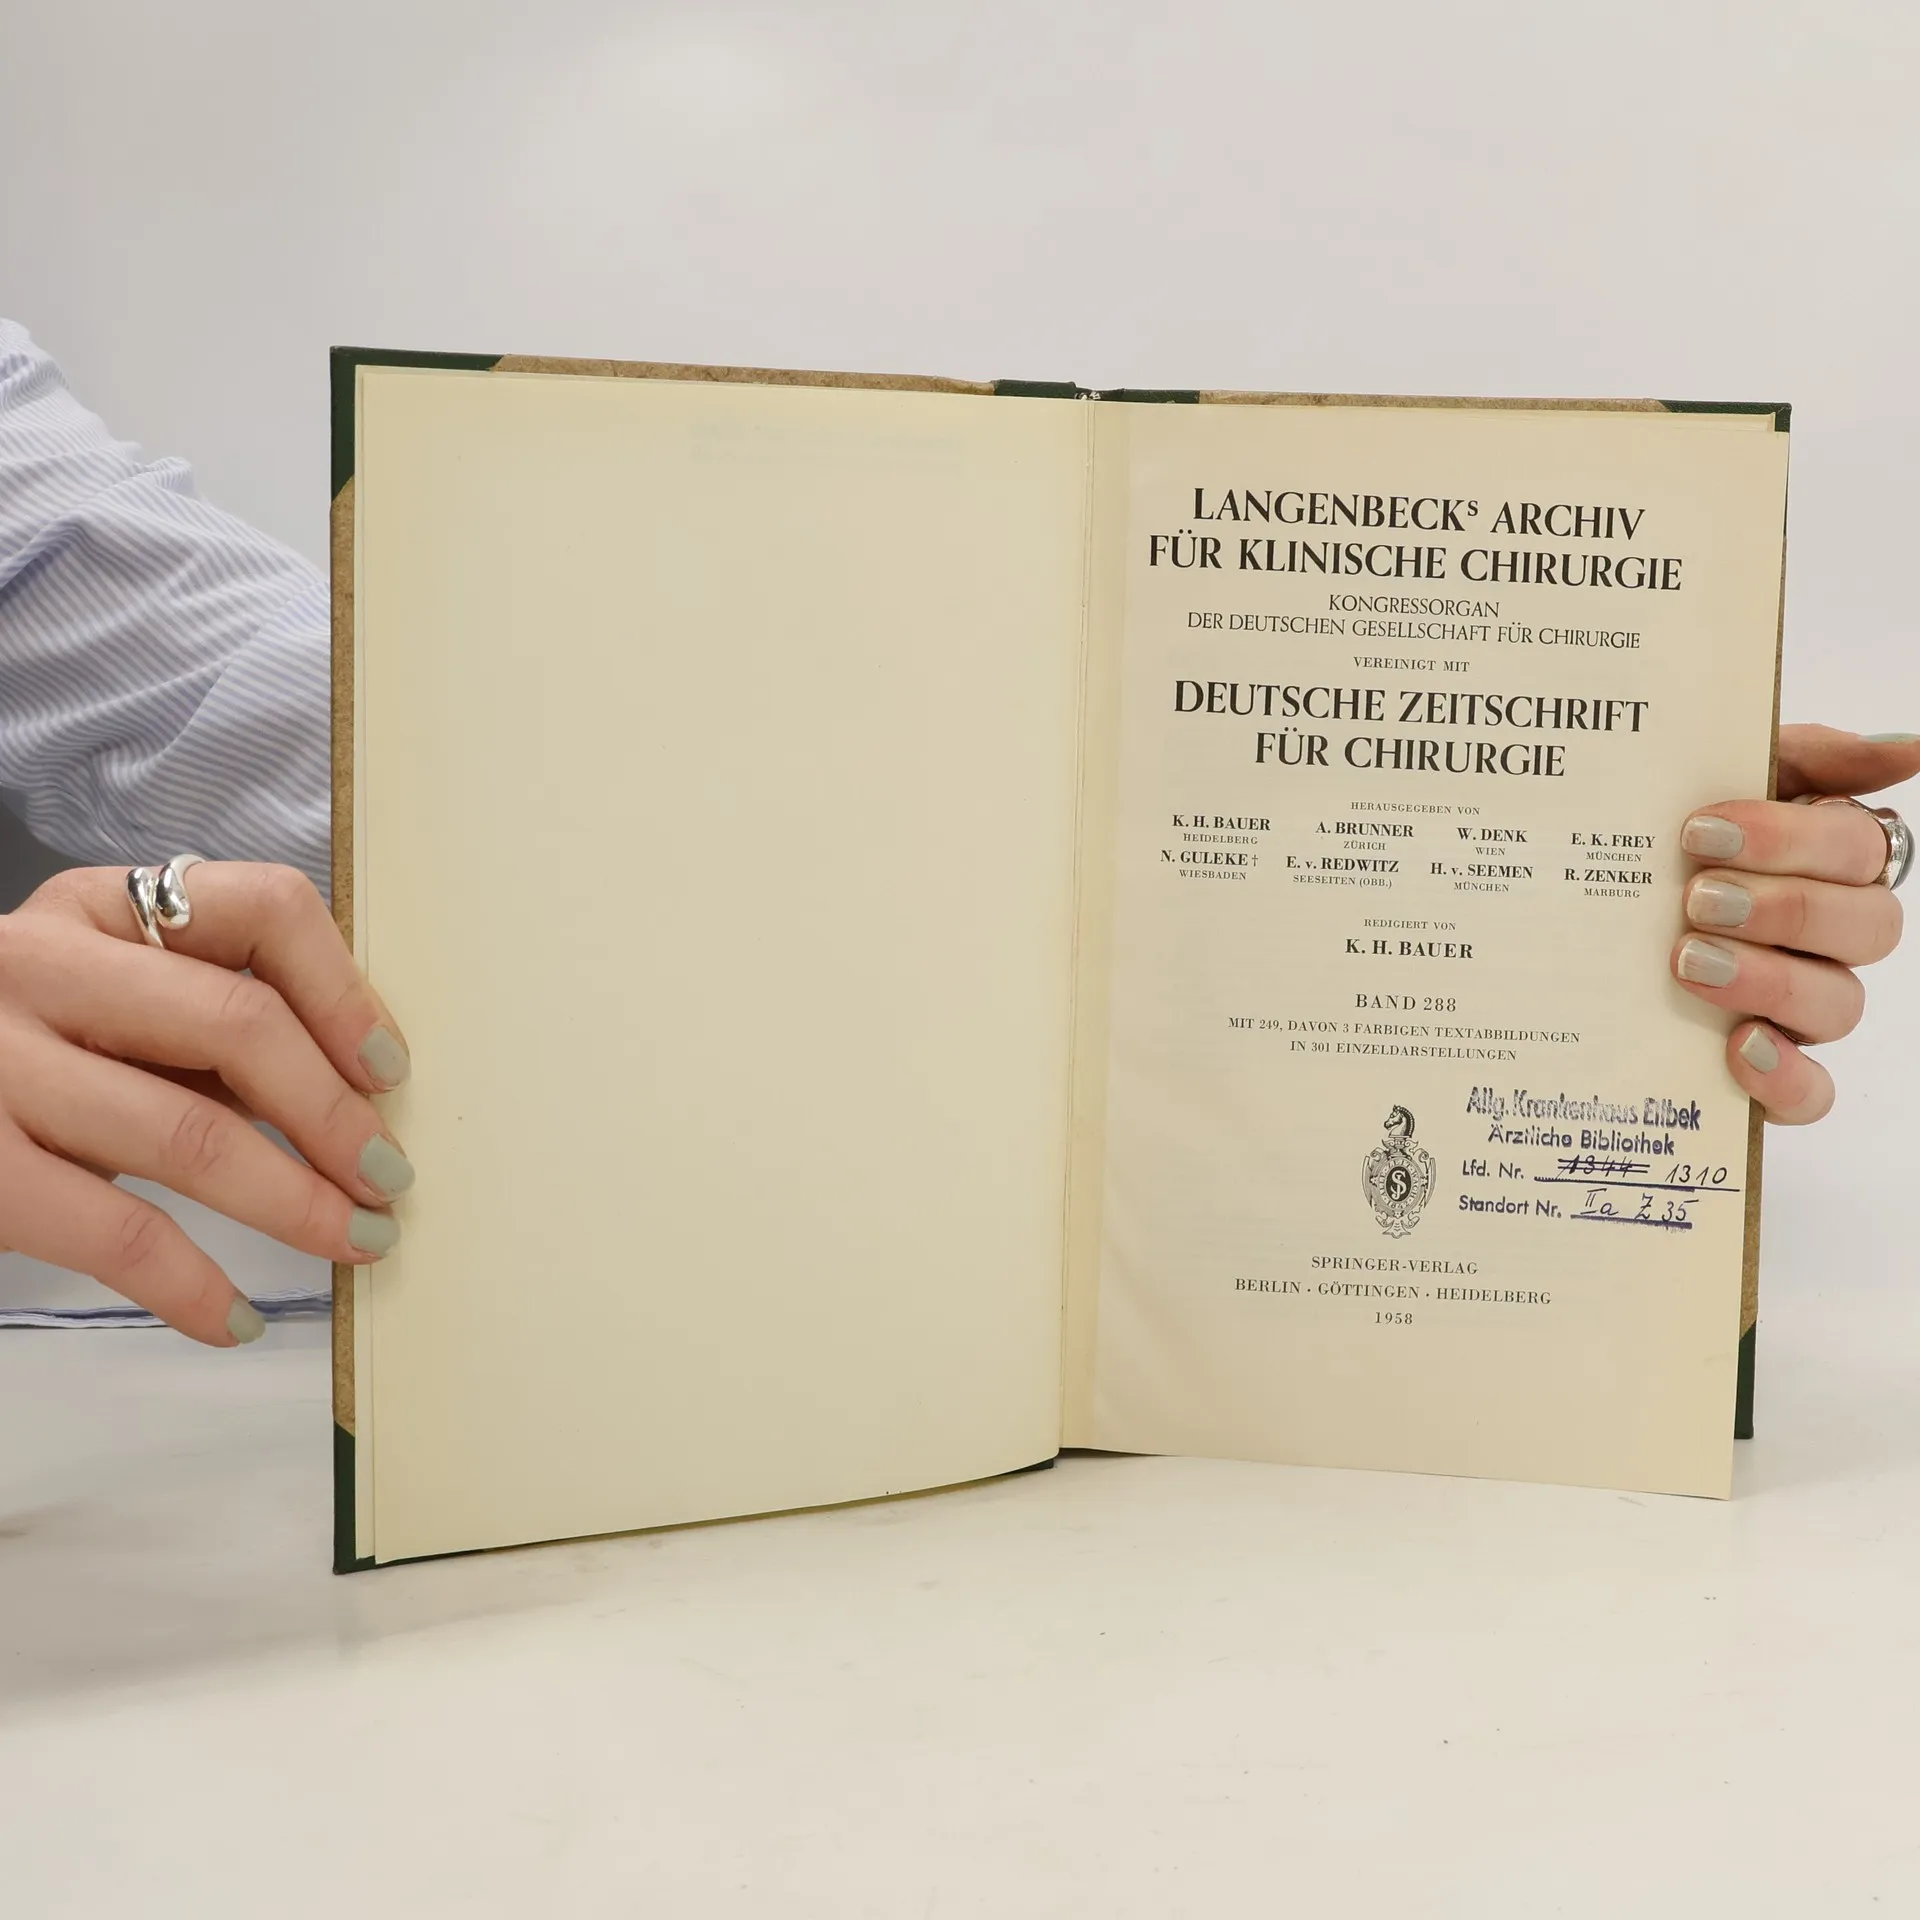 LANGENBECKˢ ARCHIV
FÜR KLINISCHE CHIRURGIE
KONGRESSORGAN
DER DEUTSCHEN GESELLSCHAFT FÜR CHIRURGIE
VEREINIGT MIT
DEUTSCHE ZEITSCHRIFT
FÜR CHIRURGIE
HERAUSGEGEBEN VON
K. H. BAUER A. BRUNNER W. DENK E. K. FREY
HEIDELBERG ZÜRICH WIEN MÜNCHEN
N. GULEKE † E. v. REDWITZ H. v. SEEMEN R. ZENKER
WIESBADEN SEESEITEN (OBB.) MÜNCHEN MARBURG
REDIGIERT VON
K. H. BAUER
BAND 288
MIT 249, DAVON 3 FARBIGEN TEXTABBILDUNGEN
IN 301 EINZELDARSTELLUNGEN
Allg. Krankenhaus Eilbek
Ärztliche Bibliothek
Lfd. Nr. 1344 1310
Standort Nr. II a Z 35
SPRINGER-VERLAG
BERLIN · GÖTTINGEN · HEIDELBERG
1958